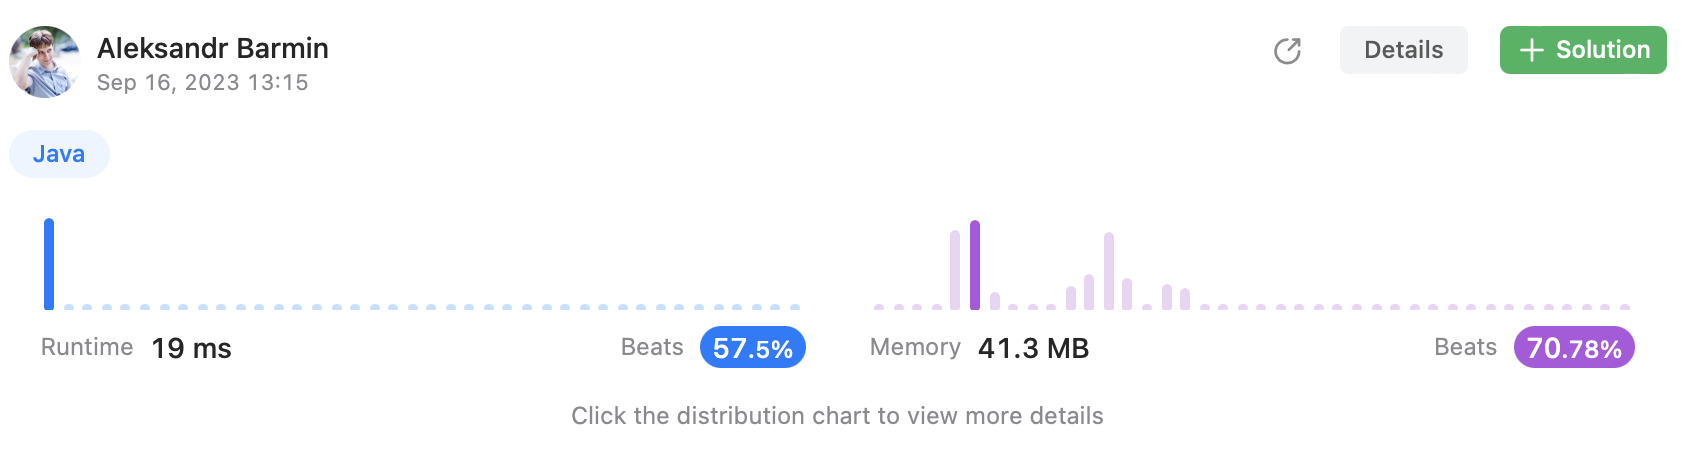 Aleksandr Barmin
Sep 16, 2023 13:15
Details
Solution
Java
Runtime 19 ms
Beats 57.5%
Memory 41.3 MB
Beats 70.78%
Click the distribution chart to view more details